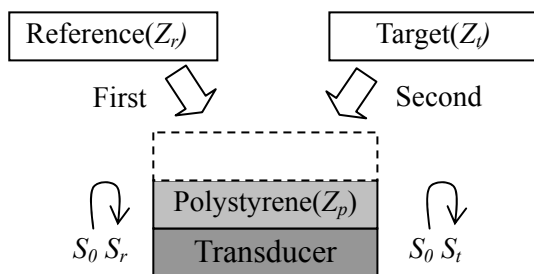 Reference(Zr)
Target(Zt)
First
Second
Polystyrene(Zp)
S0 Sr
S0 St
Transducer